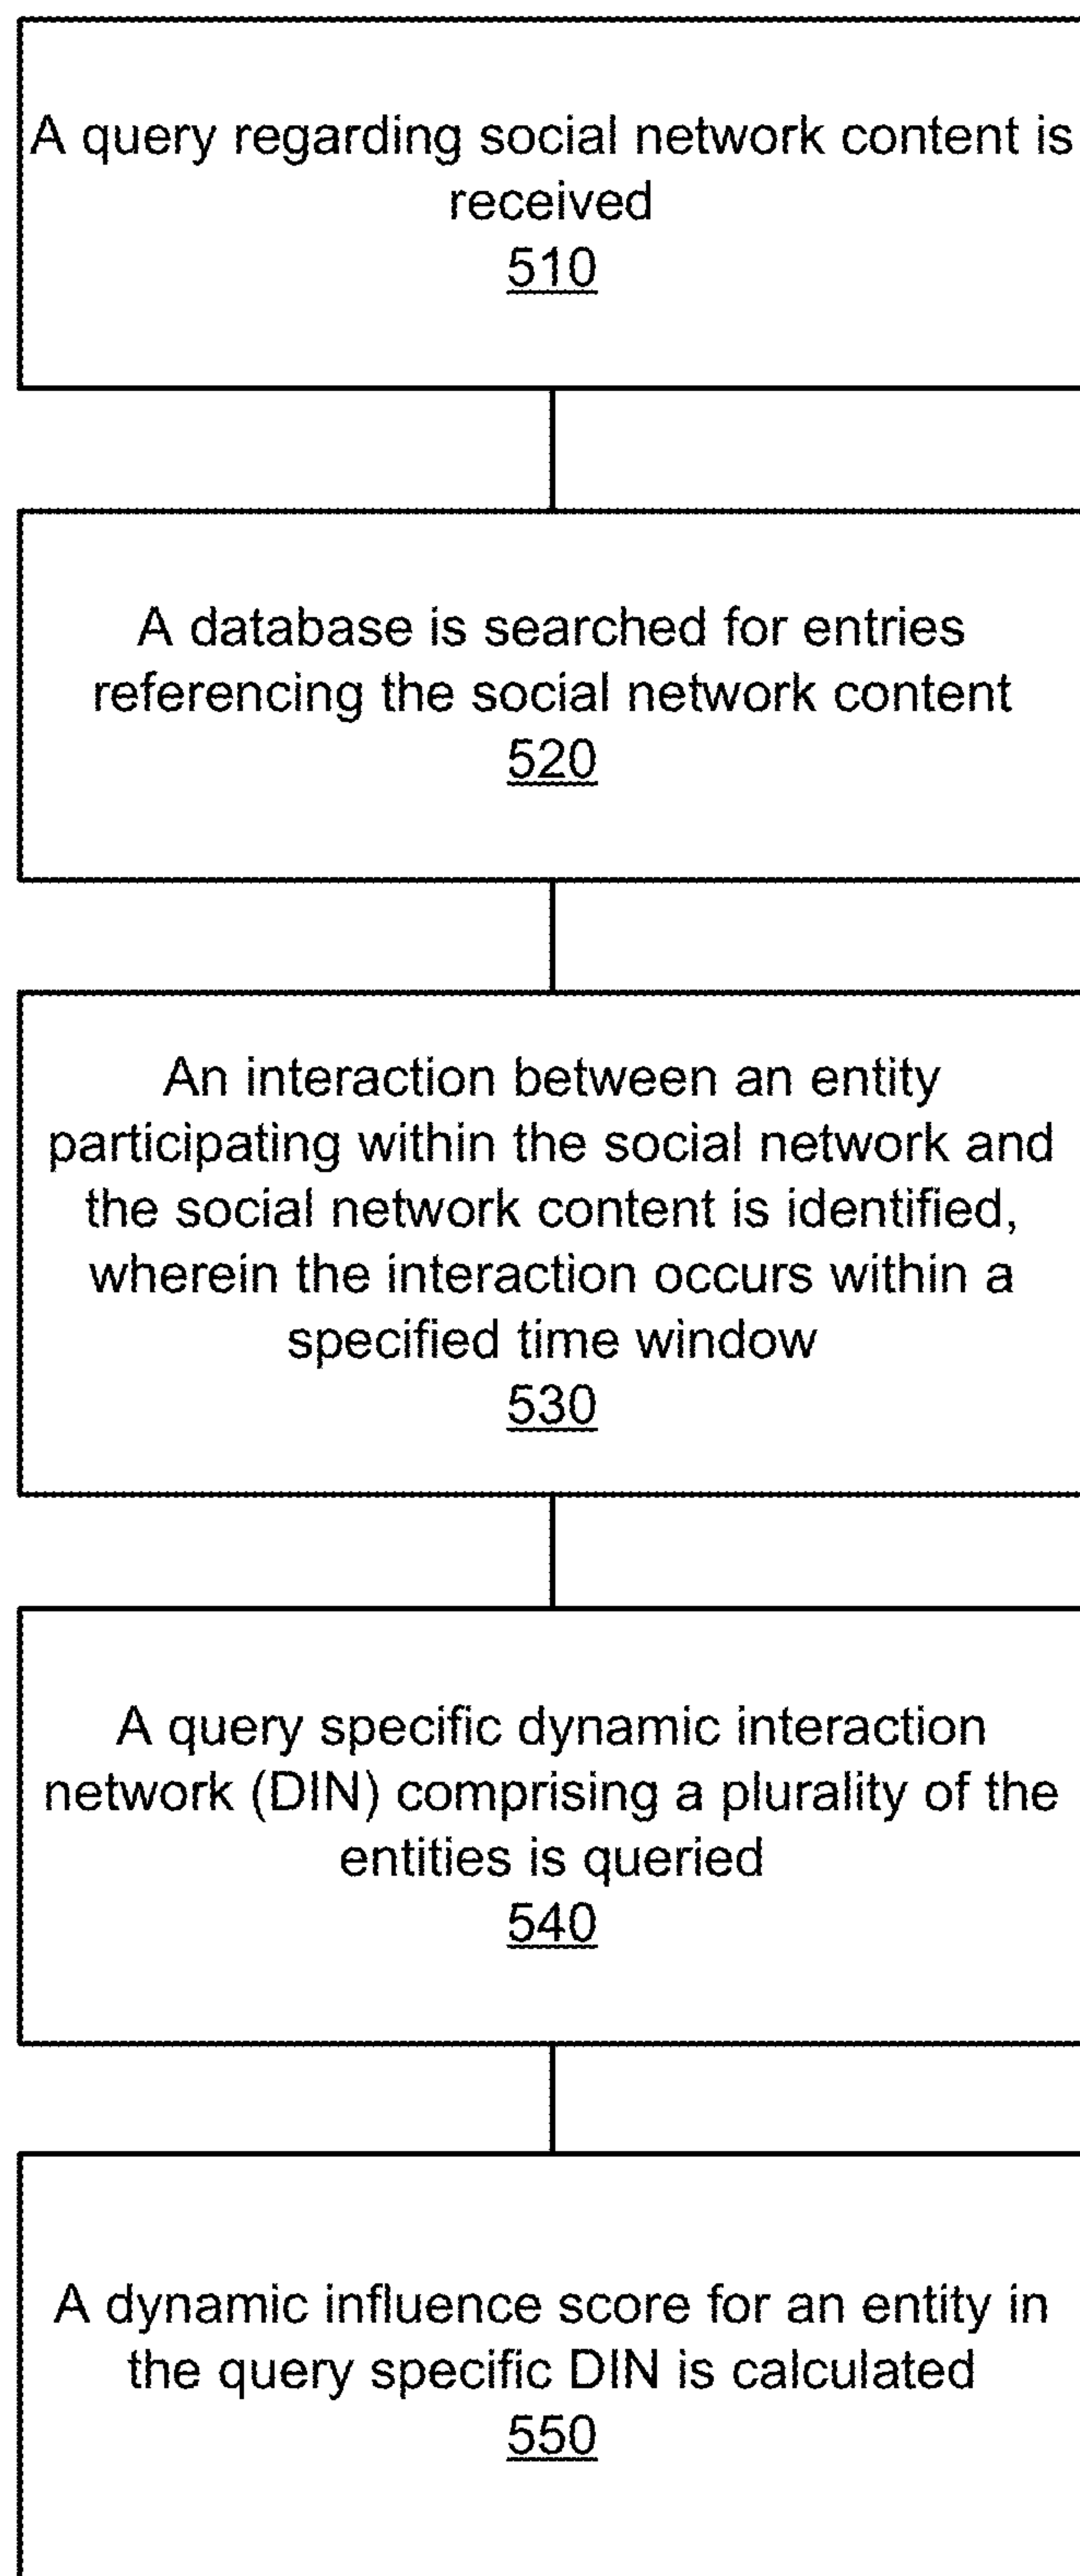 A query regarding social network content is
received
510
A database is searched for entries
referencing the social network content
520
An interaction between an entity
participating within the social network and
the social network content is identified,
wherein the interaction occurs within a
specified time window
530
A query specific dynamic interaction
network (DIN) comprising a plurality of the
entities is queried
540
A dynamic influence score for an entity in
the query specific DIN is calculated
550